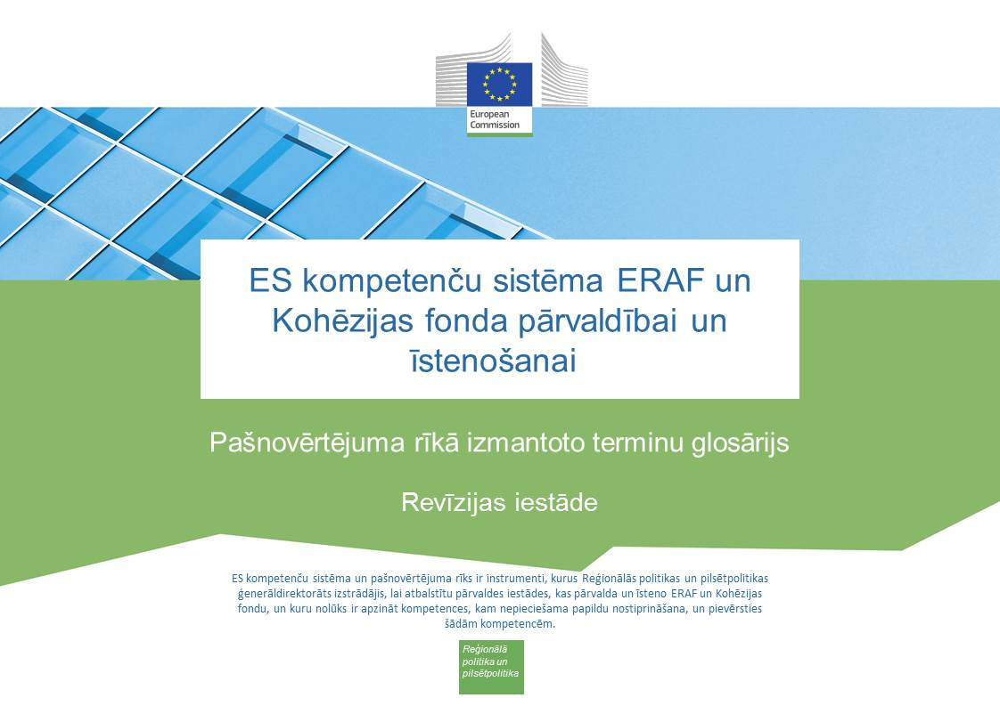 European
Commission
ES kompetenču sistēma ERAF un
Kohēzijas fonda pārvaldībai un
īstenošanai
Pašnovērtējuma rīkā izmantoto terminu glosārijs
Revīzijas iestāde
ES kompetenču sistēma un pašnovērtējuma rīks ir instrumenti, kurus Reģionālās politikas un pilsētpolitikas
ģenerāldirektorāts izstrādājis, lai atbalstītu pārvaldes iestādes, kas pārvalda un īsteno ERAF un Kohēzijas
fondu, un kuru nolūks ir apzināt kompetences, kam nepieciešama papildu nostiprināšana, un pievērsties
šādām kompetencēm.
Reģionālā
politika un
pilsētpolitika